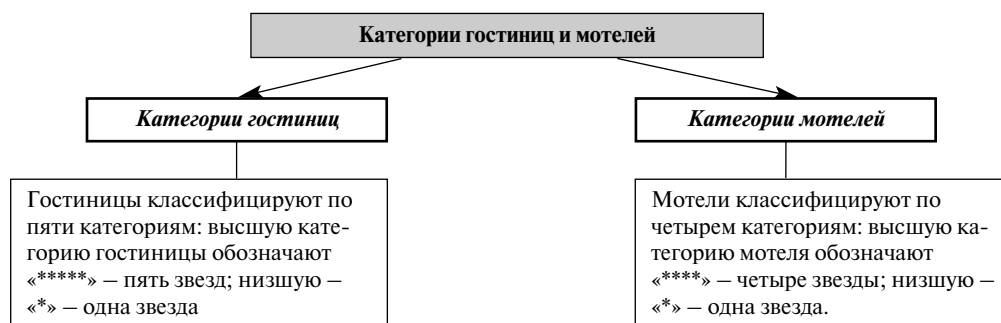 Категории гостиниц и мотелей
Категории гостиниц
Категории мотелей
Гостиницы классифицируют по
пяти категориям: высшую кате-
горию гостиницы обозначают
«*****» – пять звезд; низшую –
«*» – одна звезда
Мотели классифицируют по
четырем категориям: высшую ка-
тегорию мотеля обозначают
«****» – четыре звезды; низшую –
«*» – одна звезда.